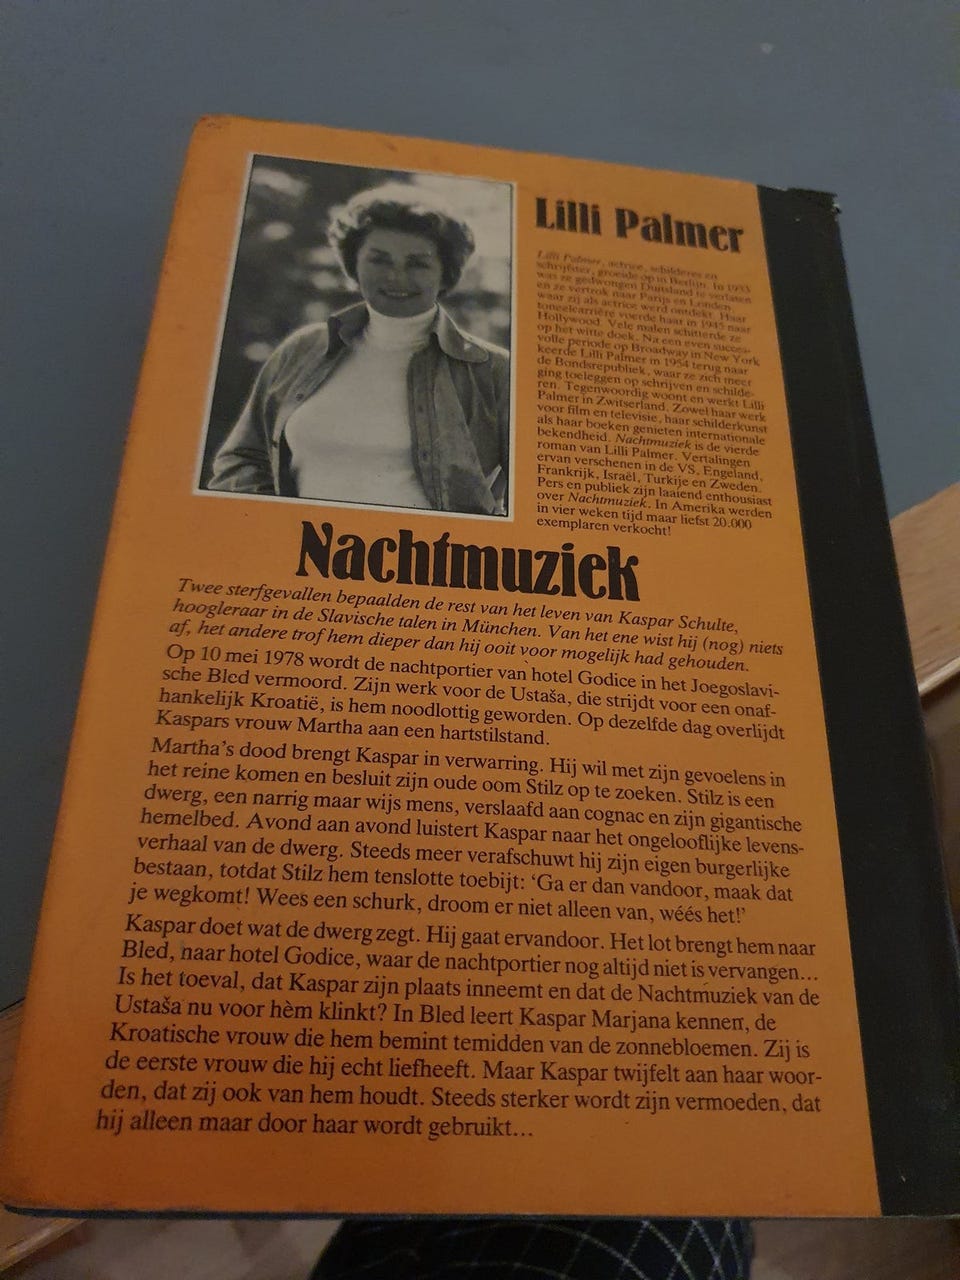 Lilli Palmer
Lilli Palmer, actrice, schilderes en
schrijfster, groeide op in Berlijn. In 1933
was ze gedwongen Duitsland te verlaten
en ze vertrok naar Parijs en Londen,
waar zij als actrice werd ontdekt. Haar
toneelcarrière voerde haar in 1945 naar
Hollywood. Vele malen schitterde ze
op het witte doek. Na een even succes-
volle periode op Broadway in New York
keerde Lilli Palmer in 1954 terug naar
de Bondsrepubliek, waar ze zich meer
ging toeleggen op schrijven en schilde-
ren. Tegenwoordig woont en werkt Lilli
Palmer in Zwitserland. Zowel haar werk
voor film en televisie, haar schilderkunst
als haar boeken genieten internationale
bekendheid. Nachtmuziek is de vierde
roman van Lilli Palmer. Vertalingen
ervan verschenen in de VS, Engeland,
Frankrijk, Israël, Turkije en Zweden.
Pers en publiek zijn laaiend enthousiast
over Nachtmuziek. In Amerika werden
in vier weken tijd maar liefst 20.000
exemplaren verkocht!
Nachtmuziek
Twee sterfgevallen bepaalden de rest van het leven van Kaspar Schulte,
hoogleraar in de Slavische talen in München. Van het ene wist hij (nog) niets
af, het andere trof hem dieper dan hij ooit voor mogelijk had gehouden.
Op 10 mei 1978 wordt de nachtportier van hotel Godice in het Joegoslavi-
sche Bled vermoord. Zijn werk voor de Ustaša, die strijdt voor een onaf-
hankelijk Kroatië, is hem noodlottig geworden. Op dezelfde dag overlijdt
Kaspars vrouw Martha aan een hartstilstand.
Martha's dood brengt Kaspar in verwarring. Hij wil met zijn gevoelens in
het reine komen en besluit zijn oude oom Stilz op te zoeken. Stilz is een
dwerg, een narrig maar wijs mens, verslaafd aan cognac en zijn gigantische
hemelbed. Avond aan avond luistert Kaspar naar het ongelooflijke levens-
verhaal van de dwerg. Steeds meer verafschuwt hij zijn eigen burgerlijke
bestaan, totdat Stilz hem tenslotte toebijt: ‘Ga er dan vandoor, maak dat
je wegkomt! Wees een schurk, droom er niet alleen van, wéés het!’
Kaspar doet wat de dwerg zegt. Hij gaat ervandoor. Het lot brengt hem naar
Bled, naar hotel Godice, waar de nachtportier nog altijd niet is vervangen...
Is het toeval, dat Kaspar zijn plaats inneemt en dat de Nachtmuziek van de
Ustaša nu voor hèm klinkt? In Bled leert Kaspar Marjana kennen, de
Kroatische vrouw die hem bemint temidden van de zonnebloemen. Zij is
de eerste vrouw die hij echt liefheeft. Maar Kaspar twijfelt aan haar woor-
den, dat zij ook van hem houdt. Steeds sterker wordt zijn vermoeden, dat
hij alleen maar door haar wordt gebruikt...